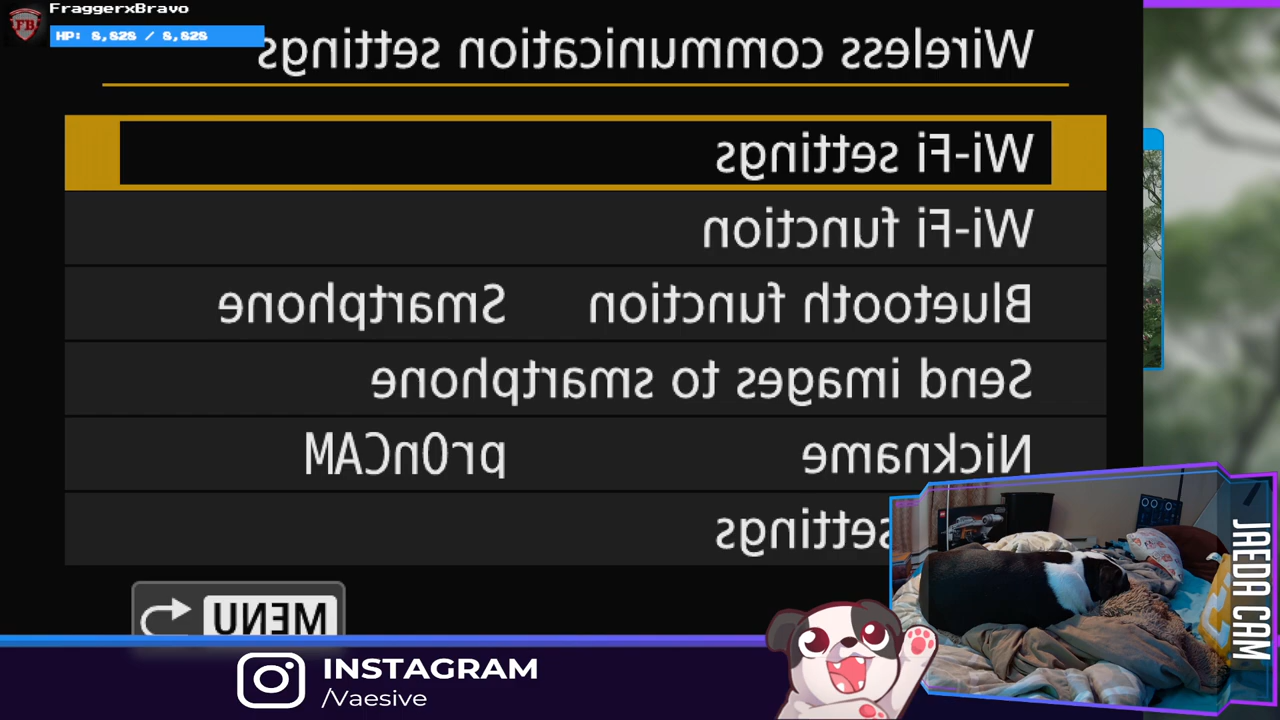 FraggerxBravo
HP: 8,828 / 8,828
FB
Wireless communication settings
Wi-Fi settings
Wi-Fi function
Bluetooth function Smartphone
Send images to smartphone
Nickname pr0nCAM
settings
MENU
JAEDA CAM
INSTAGRAM
/Vaesive